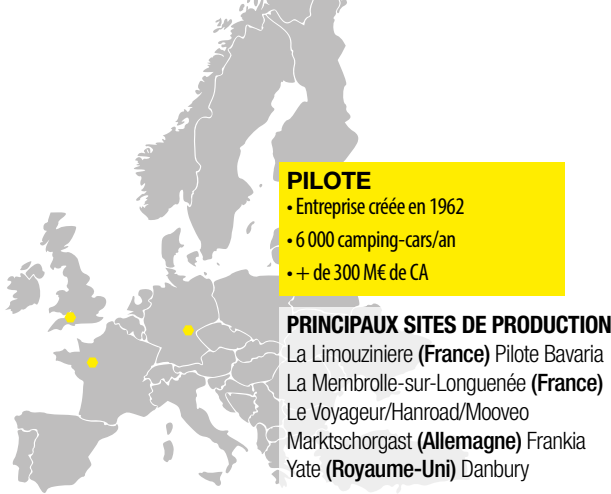 PILOTE
• Entreprise créée en 1962
• 6 000 camping-cars/an
• + de 300 M€ de CA
PRINCIPAUX SITES DE PRODUCTION
La Limouziniere (France) Pilote Bavaria
La Membrolle-sur-Longuenée (France)
Le Voyageur/Hanroad/Mooveo
Marktschorgast (Allemagne) Frankia
Yate (Royaume-Uni) Danbury